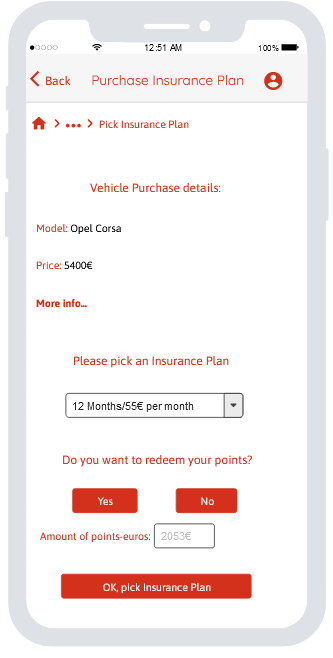 12:51 AM 100%
Back Purchase Insurance Plan
Pick Insurance Plan
Vehicle Purchase details:
Model: Opel Corsa
Price: 5400€
More info...
Please pick an Insurance Plan
12 Months/55€ per month
Do you want to redeem your points?
Yes No
Amount of points-euros: 2053€
OK, pick Insurance Plan